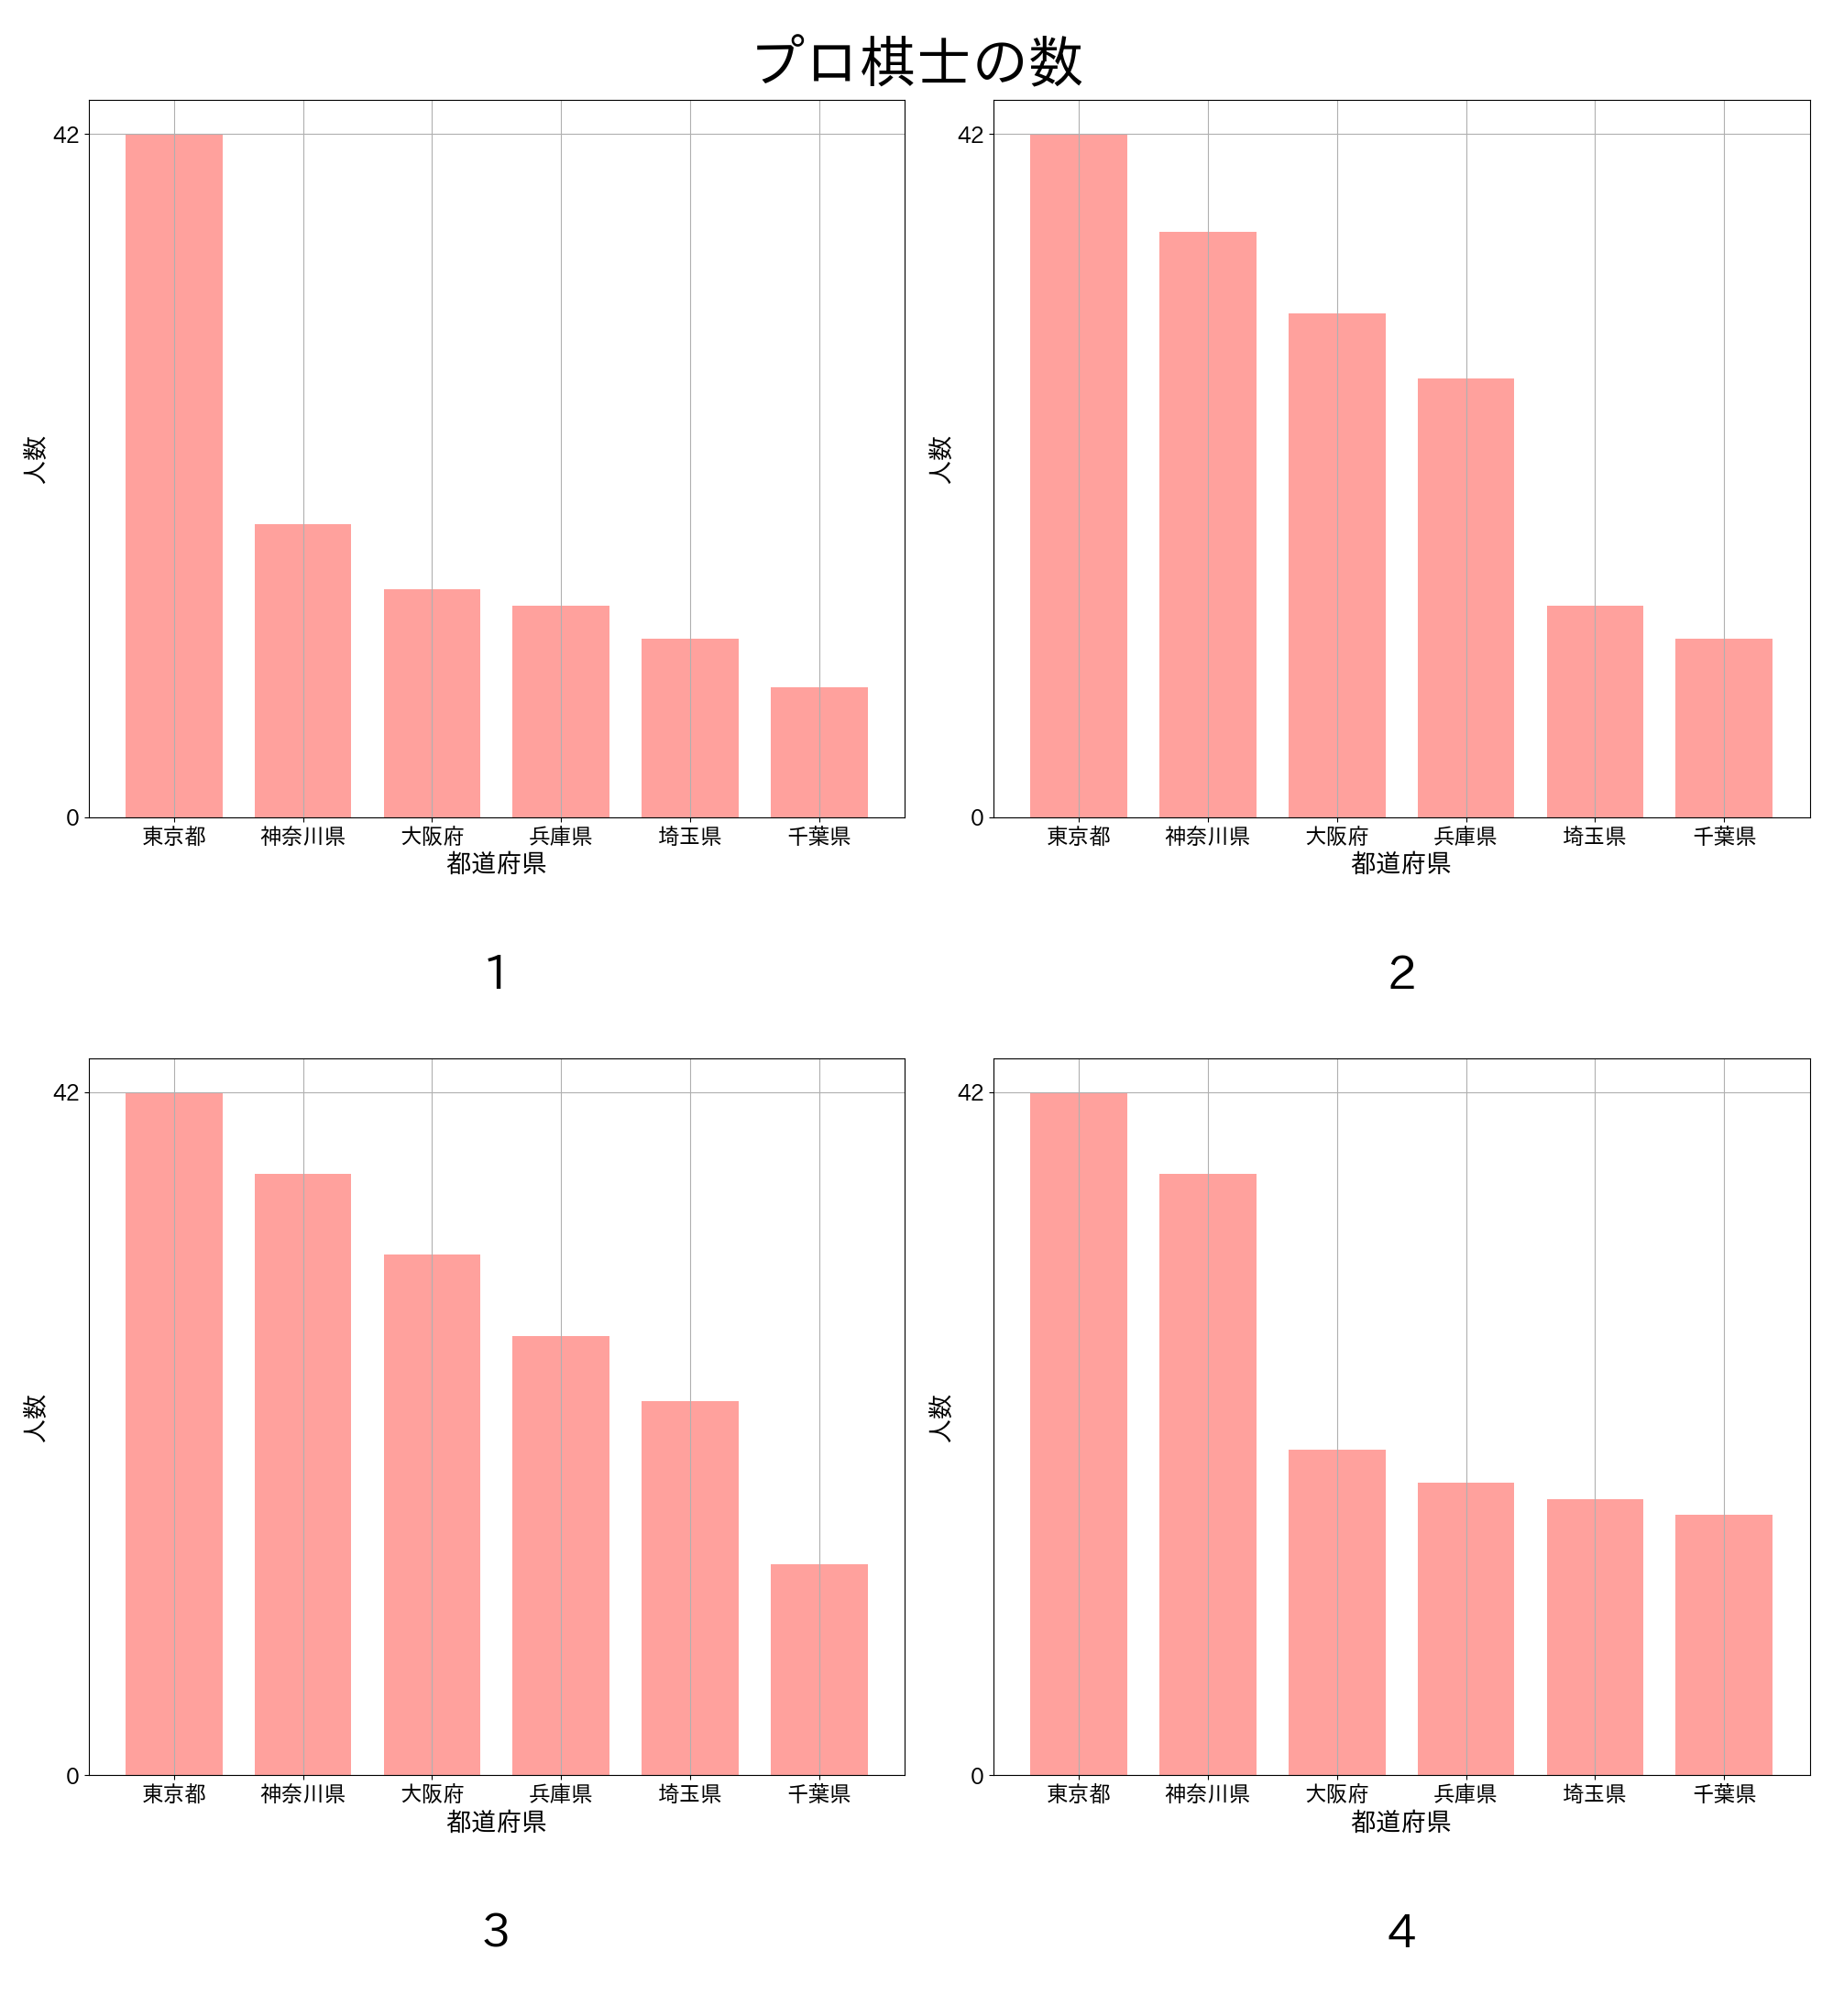 プロ棋士の数
42
人数
0
東京都 神奈川県 大阪府 兵庫県 埼玉県 千葉県
都道府県
1
42
人数
0
東京都 神奈川県 大阪府 兵庫県 埼玉県 千葉県
都道府県
2
42
人数
0
東京都 神奈川県 大阪府 兵庫県 埼玉県 千葉県
都道府県
3
42
人数
0
東京都 神奈川県 大阪府 兵庫県 埼玉県 千葉県
都道府県
4